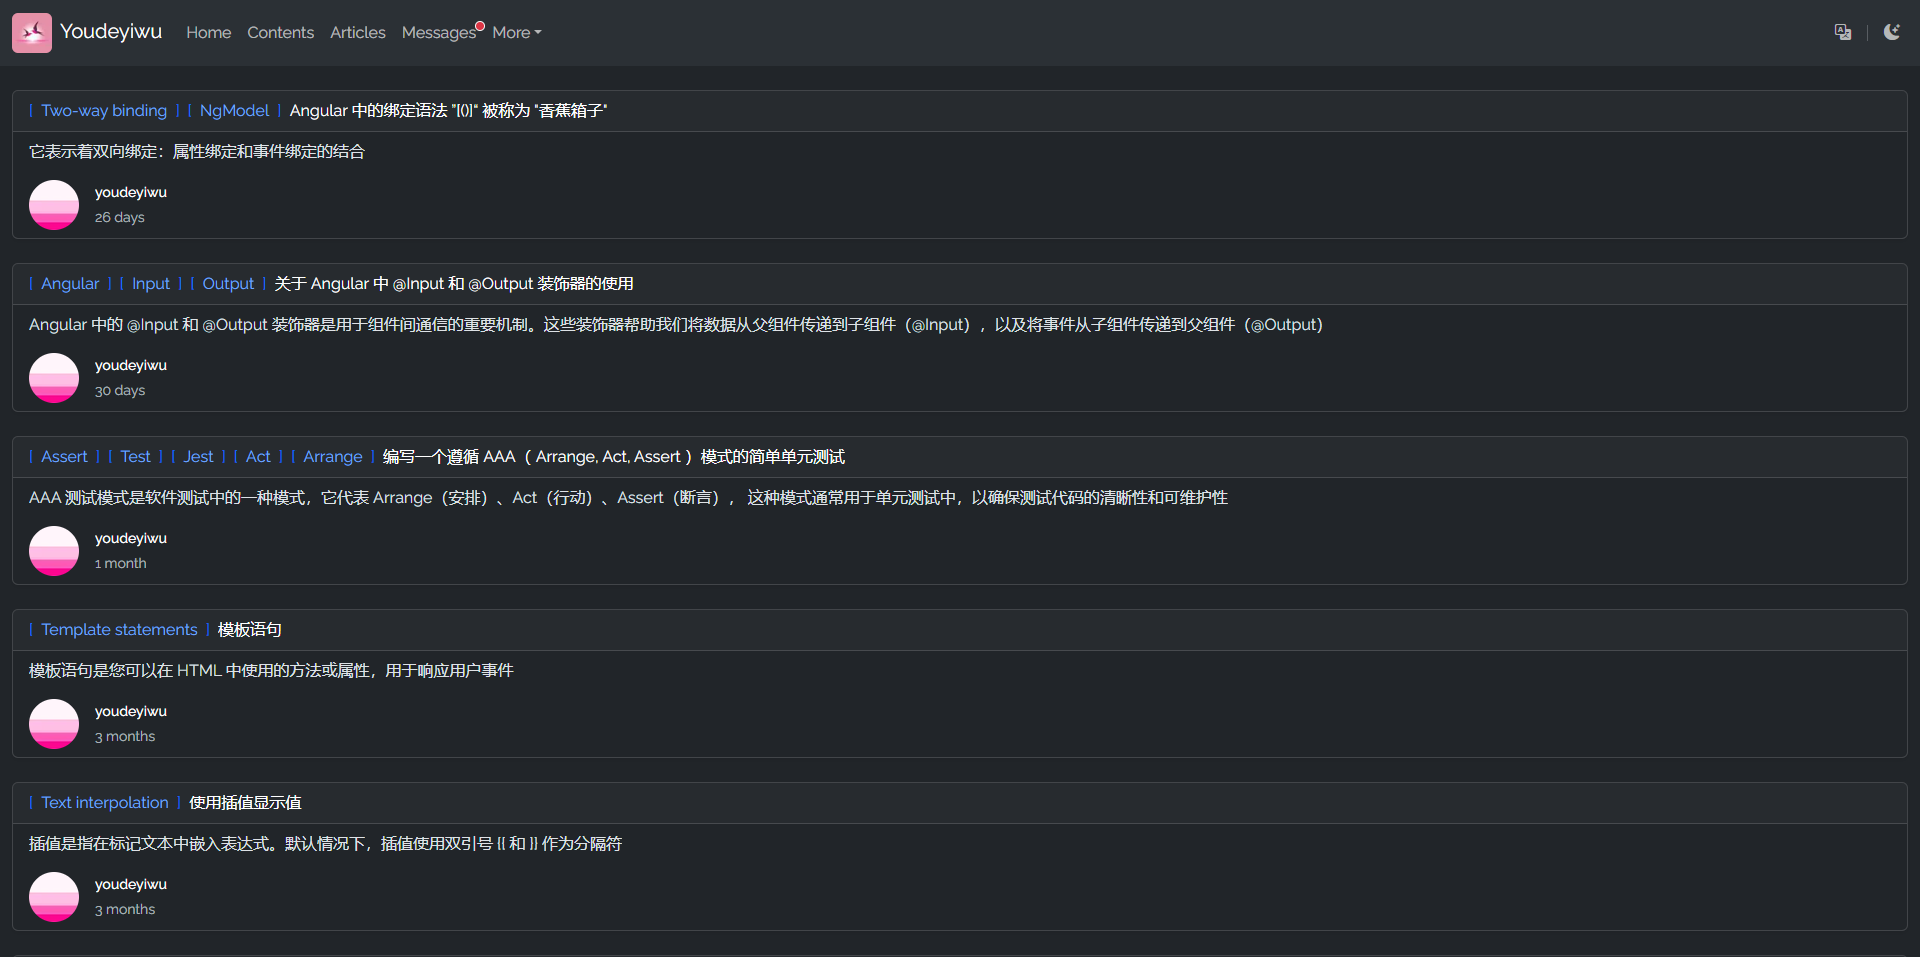 Youdeyiwu Home Contents Articles Messages More
[ Two-way binding ] [ NgModel ] Angular 中的绑定语法 "[()]" 被称为 "香蕉箱子"
它表示着双向绑定：属性绑定和事件绑定的结合
youdeyiwu
26 days
[ Angular ] [ Input ] [ Output ] 关于 Angular 中 @Input 和 @Output 装饰器的使用
Angular 中的 @Input 和 @Output 装饰器是用于组件间通信的重要机制。这些装饰器帮助我们将数据从父组件传递到子组件（@Input），以及将事件从子组件传递到父组件（@Output）
youdeyiwu
30 days
[ Assert ] [ Test ] [ Jest ] [ Act ] [ Arrange ] 编写一个遵循 AAA（ Arrange, Act, Assert ）模式的简单单元测试
AAA 测试模式是软件测试中的一种模式，它代表 Arrange（安排）、Act（行动）、Assert（断言）， 这种模式通常用于单元测试中，以确保测试代码的清晰性和可维护性
youdeyiwu
1 month
[ Template statements ] 模板语句
模板语句是您可以在 HTML 中使用的方法或属性，用于响应用户事件
youdeyiwu
3 months
[ Text interpolation ] 使用插值显示值
插值是指在标记文本中嵌入表达式。默认情况下，插值使用双引号 {{ 和 }} 作为分隔符
youdeyiwu
3 months